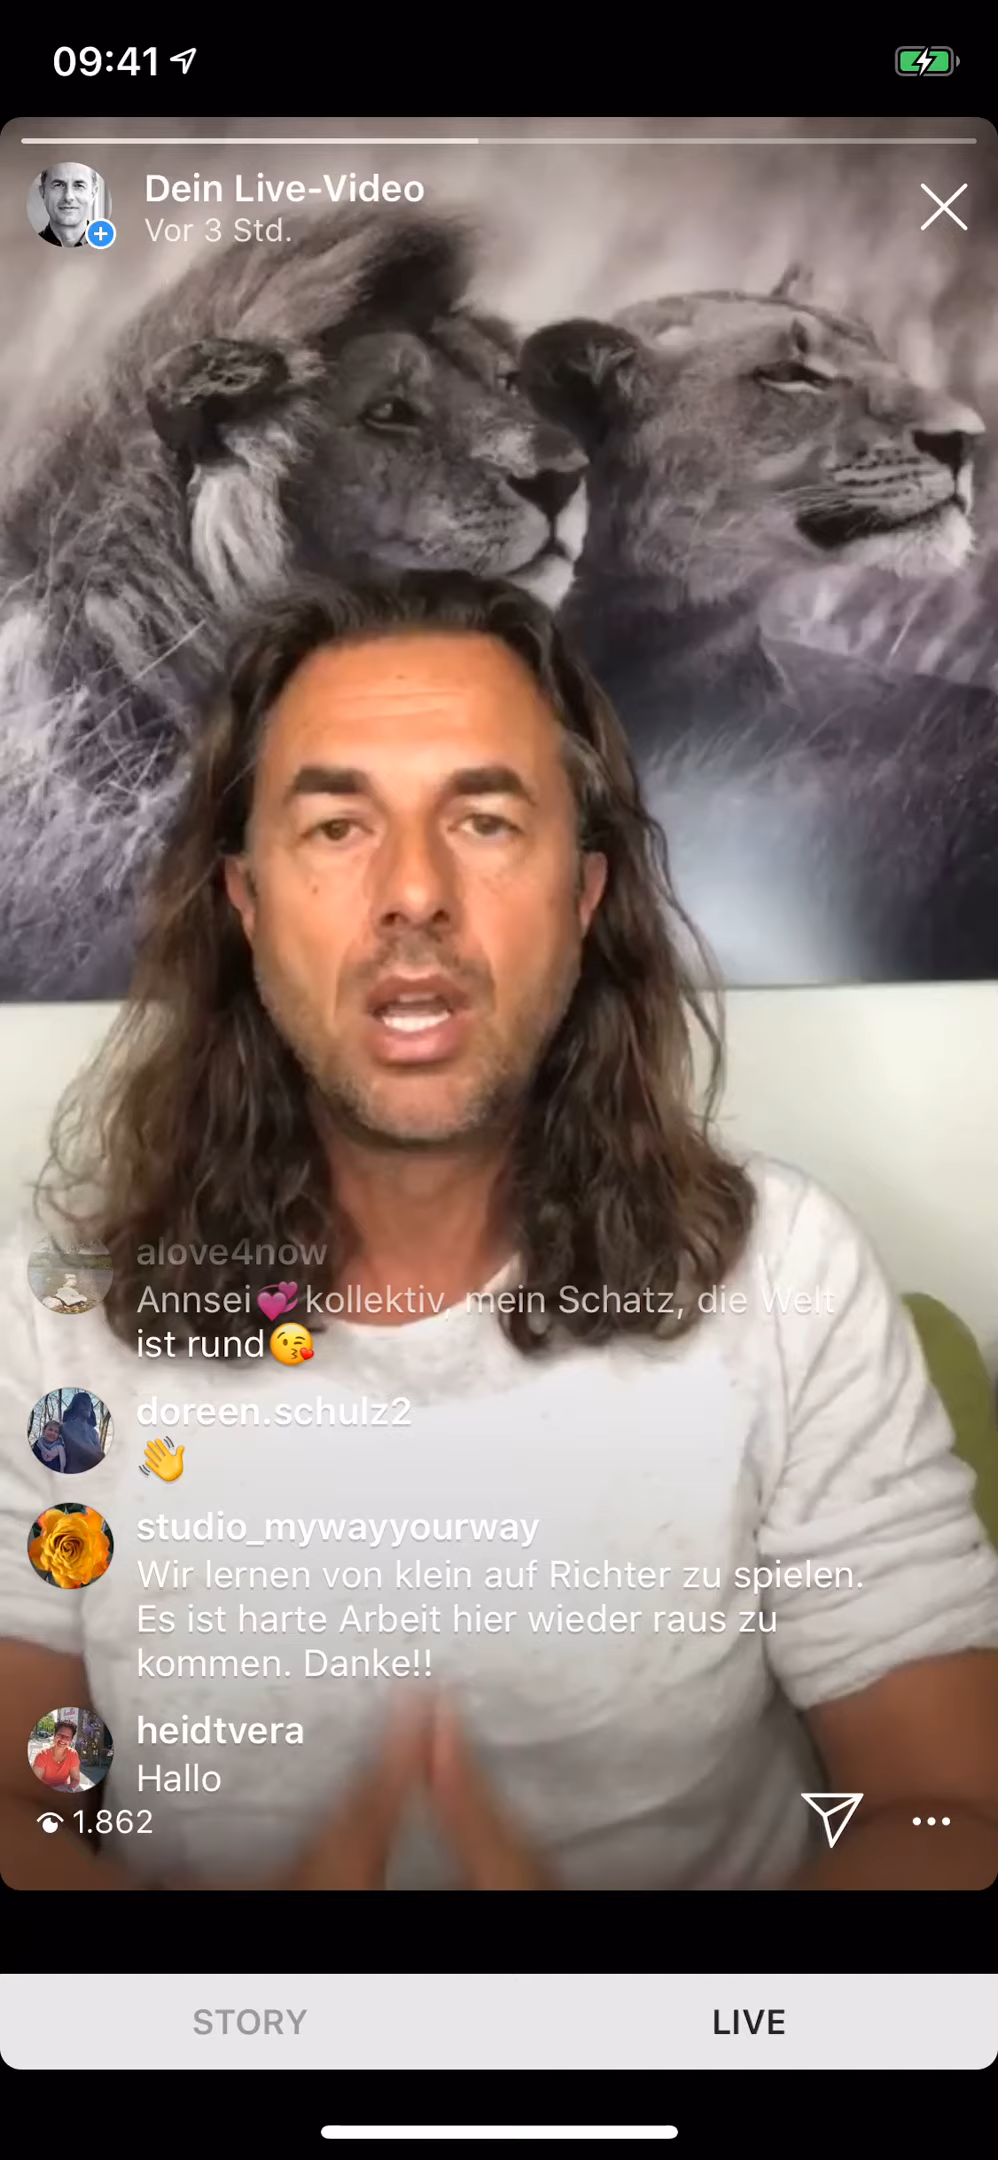 09:41
Dein Live-Video
Vor 3 Std.
alove4now
Annsei💞kollektiv, mein Schatz, die Welt
ist rund😘
doreen.schulz2
👋
studio_mywayyourway
Wir lernen von klein auf Richter zu spielen.
Es ist harte Arbeit hier wieder raus zu
kommen. Danke!!
heidtvera
Hallo
1.862
STORY
LIVE